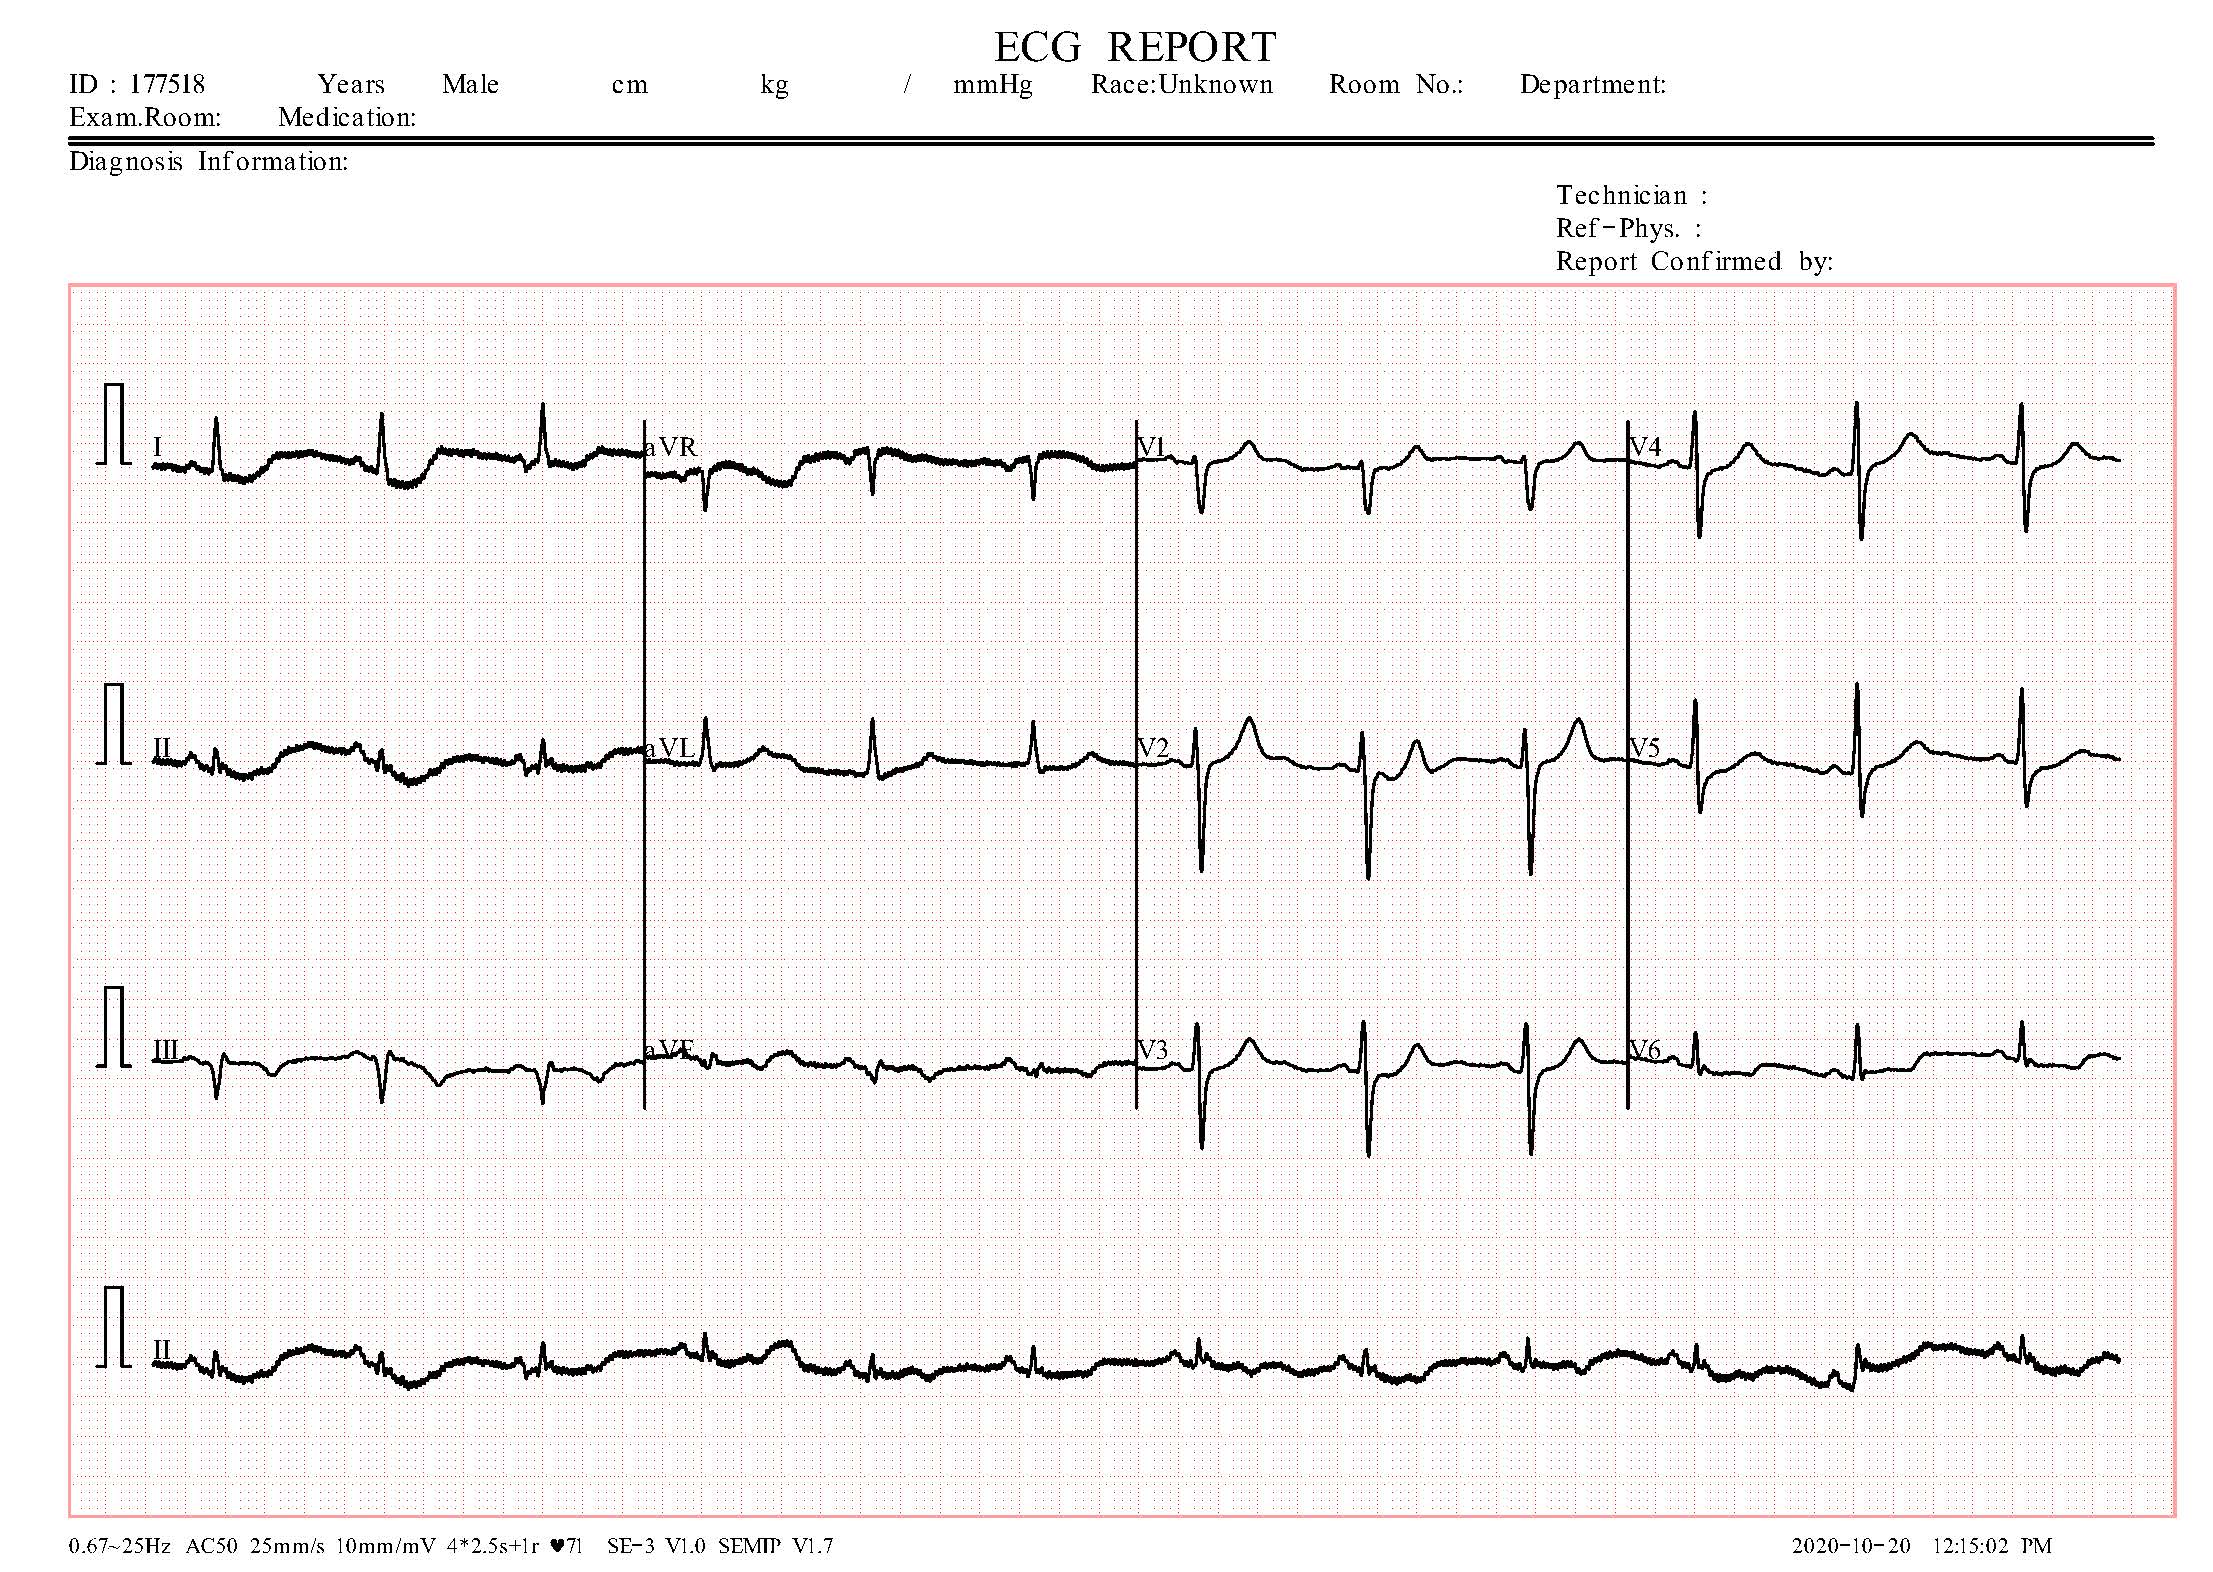 ECG REPORT
ID : 177518 Years Male cm kg / mmHg Race:Unknown Room No.: Department:
Exam.Room: Medication:
Diagnosis Information:
Technician :
Ref-Phys. :
Report Confirmed by:
I aVR V1 V4
II aVL V2 V5
III aVF V3 V6
II
0.67~25Hz AC50 25mm/s 10mm/mV 4*2.5s+1r ♥71 SE-3 V1.0 SEMIP V1.7 2020-10-20 12:15:02 PM